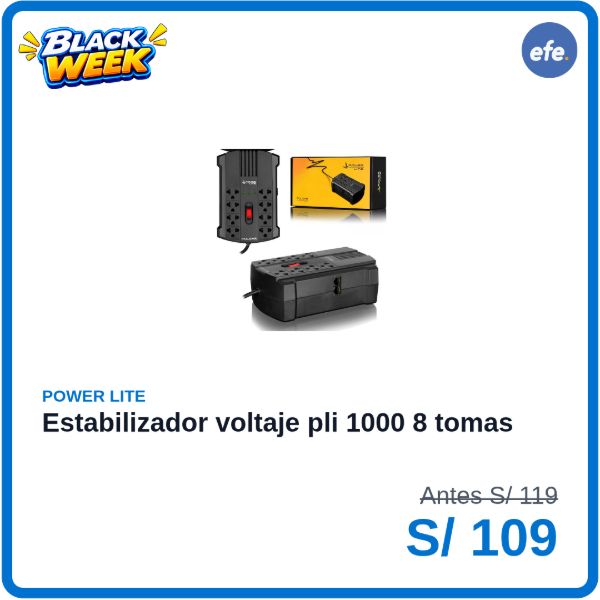 BLACK
WEEK
efe.
POWER LITE
Estabilizador voltaje pli 1000 8 tomas
Antes S/ 119
S/ 109